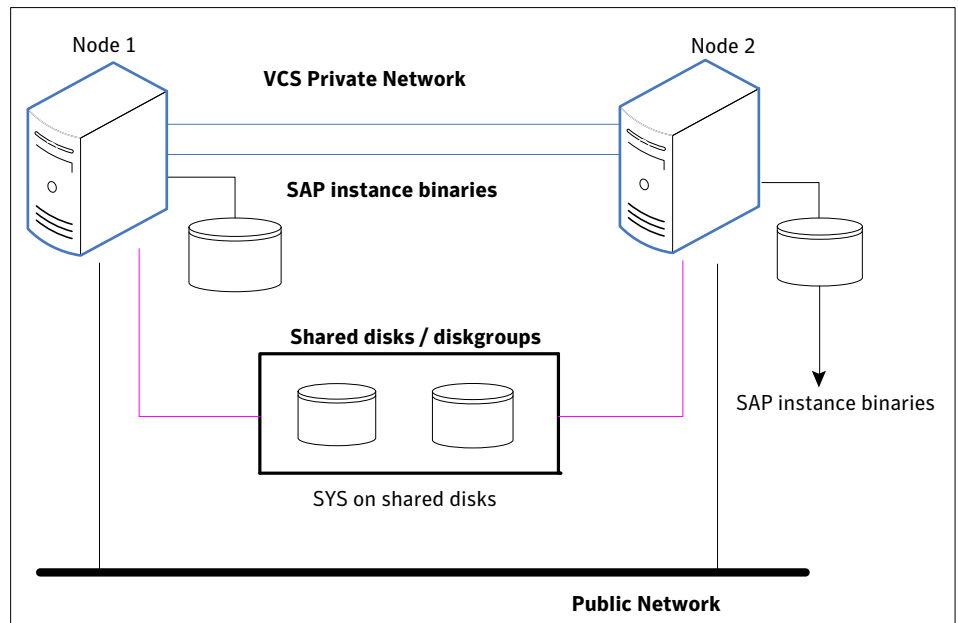 Node 1
Node 2
VCS Private Network
SAP instance binaries
Shared disks / diskgroups
SAP instance binaries
SYS on shared disks
Public Network